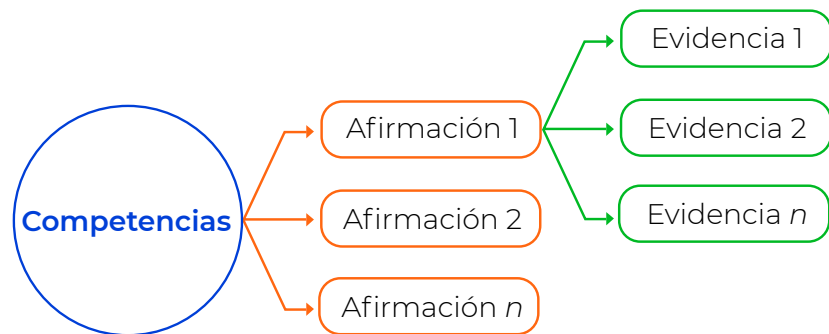 Competencias
Afirmación 1
Afirmación 2
Afirmación n
Evidencia 1
Evidencia 2
Evidencia n